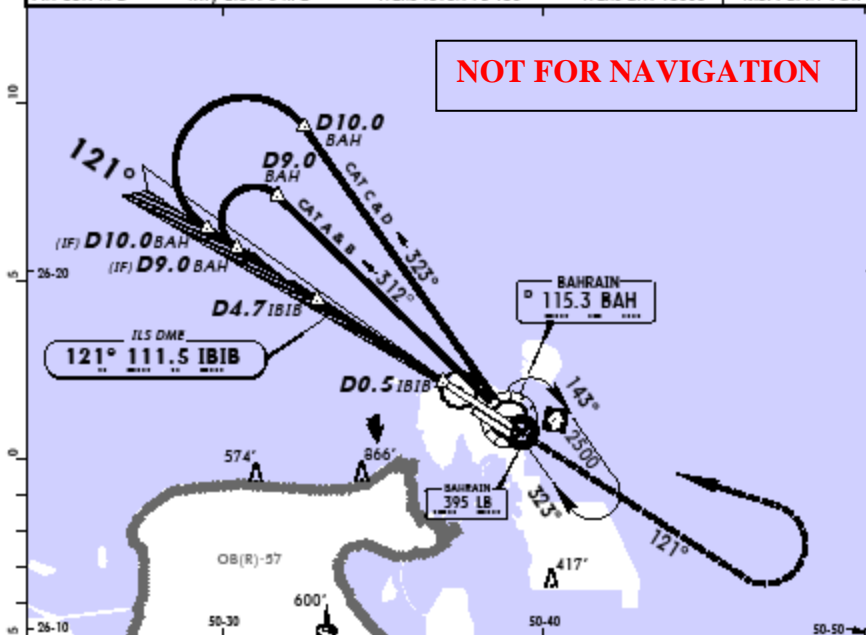 NOT FOR NAVIGATION
10
D10.0
BAH
121°
D9.0
BAH
CAT C & D
323°
CAT A & B
312°
(IF) D10.0 BAH
(IF) D9.0 BAH
5
26-20
D4.7 IBIB
BAHRAIN
115.3 BAH
ILS DME
121° 111.5 IBIB
D0.5 IBIB
143°
2500
0
574'
866'
BAHRAIN
395 LB
323°
121°
OB(R)-57
417'
600'
5
26-10
50-30
50-40
50-50